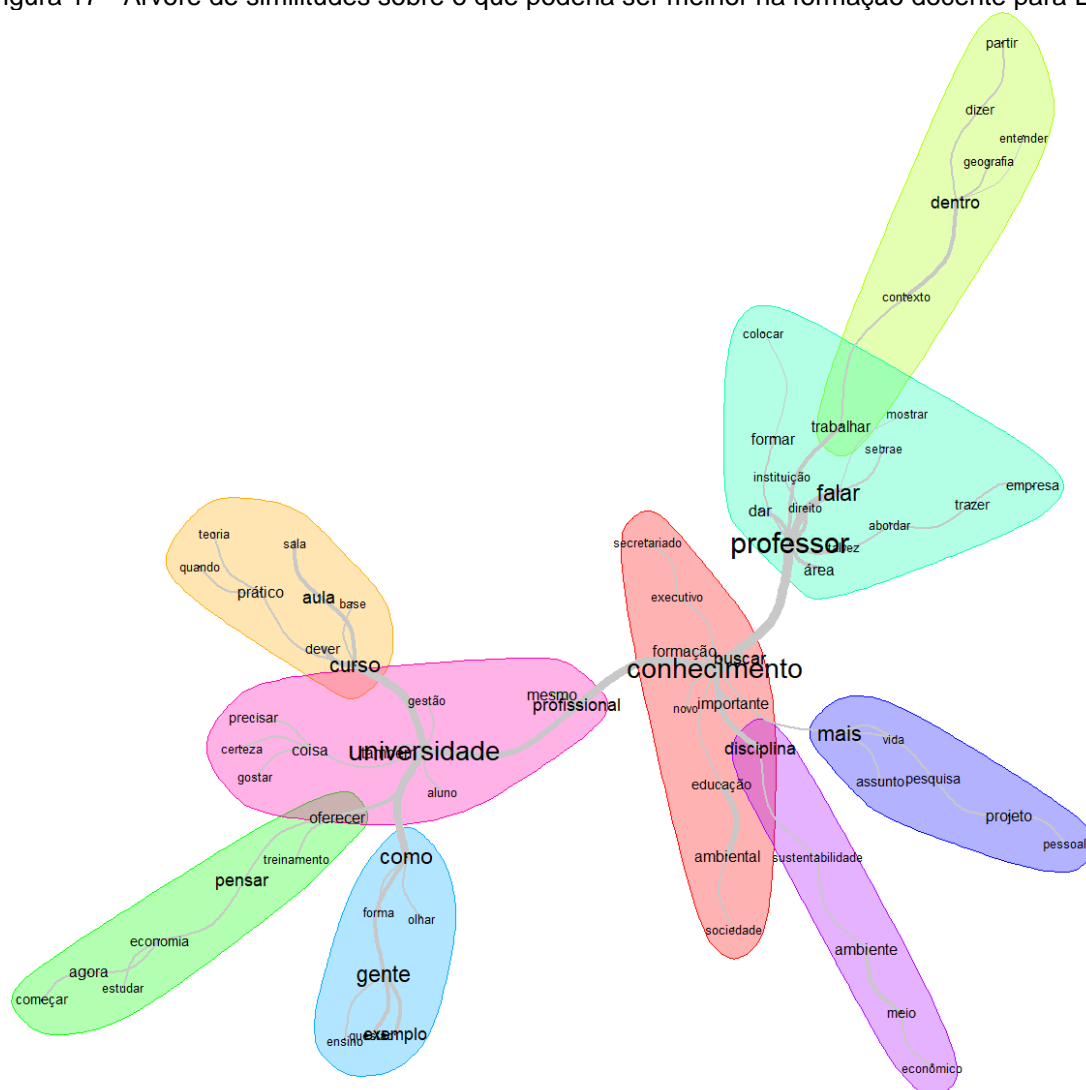 igura 17 - Árvore de similitudes sobre o que poderia ser melhor na formação docente para E
partir
dizer
entender
geografia
dentro
contexto
colocar
mostrar
trabalhar
formar
sebrae
instituição
falar
empresa
dar
direito
trazer
abordar
professor
talvez
área
teoria
sala
quando
prático
aula
base
dever
curso
secretariado
executivo
formação
buscar
conhecimento
mesmo
profissional
gestão
novo
importante
precisar
certeza
coisa
universidade
também
gostar
aluno
disciplina
mais
vida
assunto
pesquisa
educação
projeto
pessoal
oferecer
treinamento
pensar
como
ambiental
sustentabilidade
forma
olhar
economia
sociedade
ambiente
agora
estudar
começar
gente
meio
exemplo
ensino
econômico